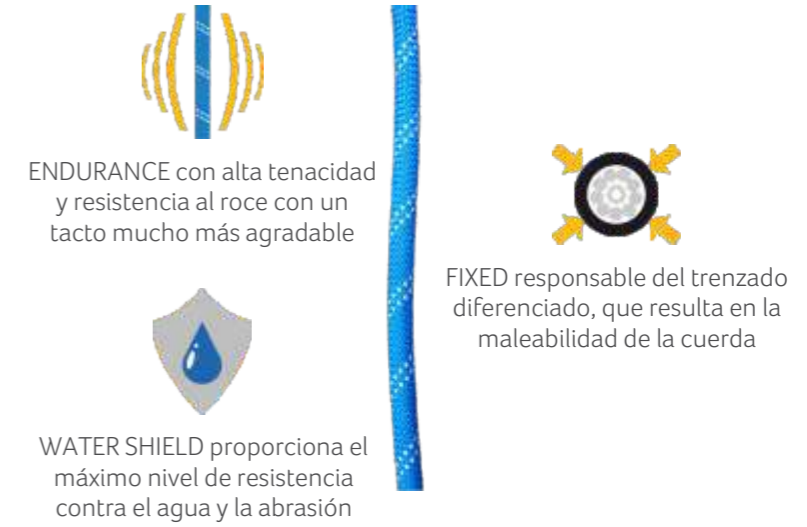 ENDURANCE con alta tenacidad
y resistencia al roce con un
tacto mucho más agradable
WATER SHIELD proporciona el
máximo nivel de resistencia
contra el agua y la abrasión
FIXED responsable del trenzado
diferenciado, que resulta en la
maleabilidad de la cuerda